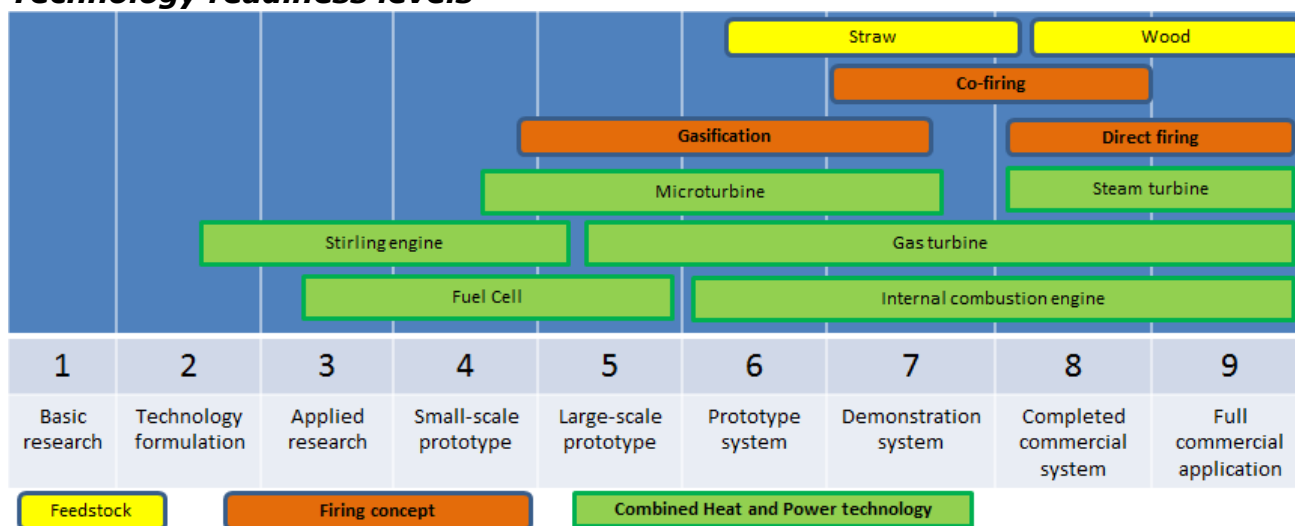 Technology readiness levels
Straw
Wood
Co-firing
Gasification
Direct firing
Microturbine
Steam turbine
Stirling engine
Gas turbine
Fuel Cell
Internal combustion engine
1 2 3 4 5 6 7 8 9
Basic
research
Technology
formulation
Applied
research
Small-scale
prototype
Large-scale
prototype
Prototype
system
Demonstration
system
Completed
commercial
system
Full
commercial
application
Feedstock
Firing concept
Combined Heat and Power technology